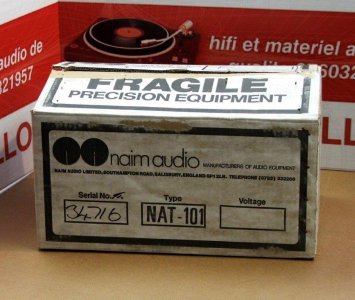 audio de
321957
hifi et materiel a
LLO
FRAGILE
PRECISION EQUIPMENT
naim audio MANUFACTURERS OF AUDIO EQUIPMENT
NAIM AUDIO LIMITED, SOUTHAMPTON ROAD, SALISBURY, ENGLAND SP1 2LN. TELEPHONE (0722) 332266
Serial No. Type Voltage
34716 NAT-101